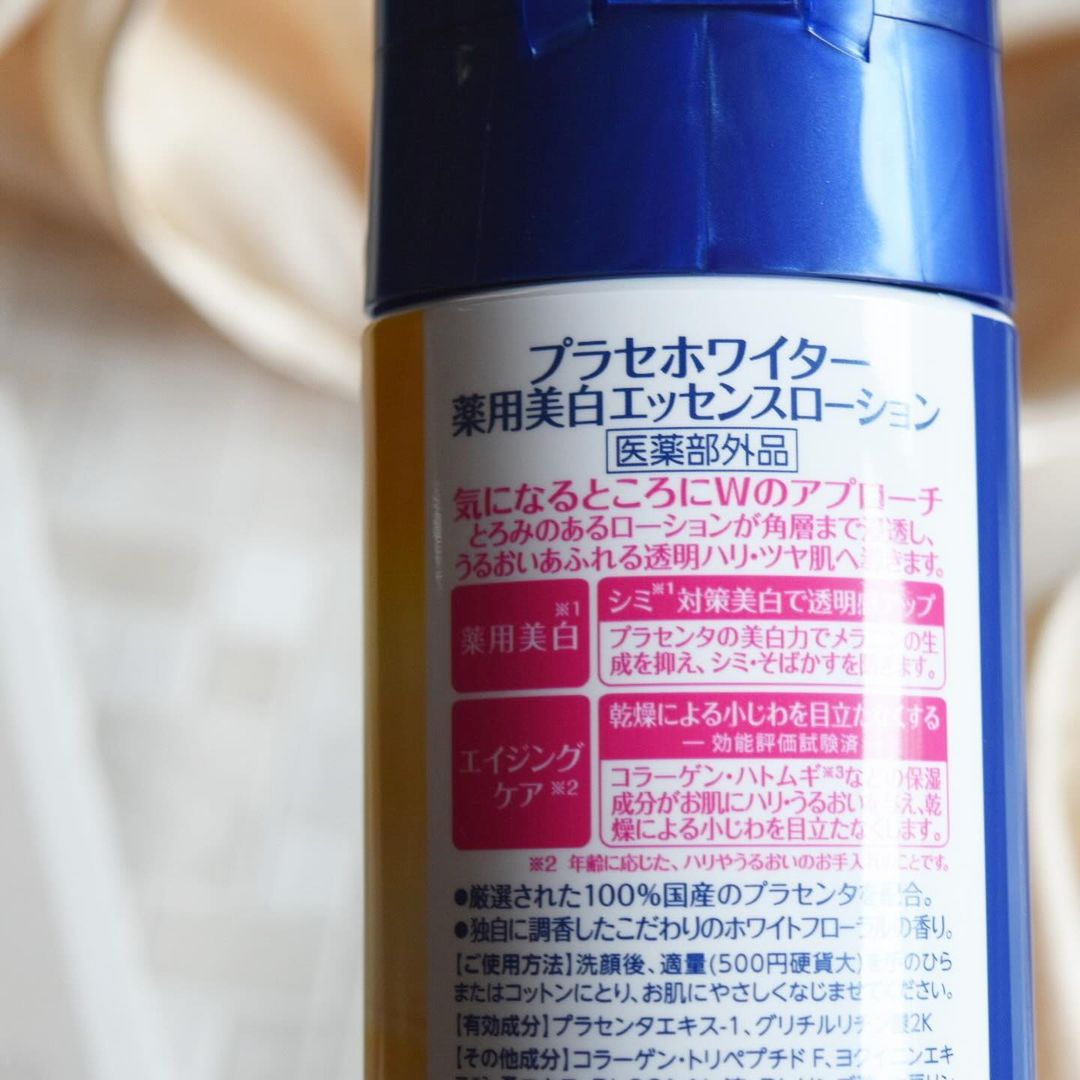 プラセホワイター
薬用美白エッセンスローション
医薬部外品
気になるところにWのアプローチ
とろみのあるローションが角層まで浸透し、
うるおいあふれる透明ハリ・ツヤ肌へ導きます。
薬用美白※1
シミ※1対策美白で透明感アップ
プラセンタの美白力でメラニンの生
成を抑え、シミ・そばかすを防ぎます。
エイジング
ケア※2
乾燥による小じわを目立たなくする
― 効能評価試験済 ―
コラーゲン・ハトムギ※3などの保湿
成分がお肌にハリ・うるおいを与え、乾
燥による小じわを目立たなくします。
※2 年齢に応じた、ハリやうるおいのお手入れのことです。
●厳選された100%国産のプラセンタを配合。
●独自に調香したこだわりのホワイトフローラルの香り。
【ご使用方法】洗顔後、適量(500円硬貨大)を手のひら
またはコットンにとり、お肌にやさしくなじませてください。
【有効成分】プラセンタエキス-1、グリチルリチン酸2K
【その他成分】コラーゲン・トリペプチド F、ヨクイニンエキ